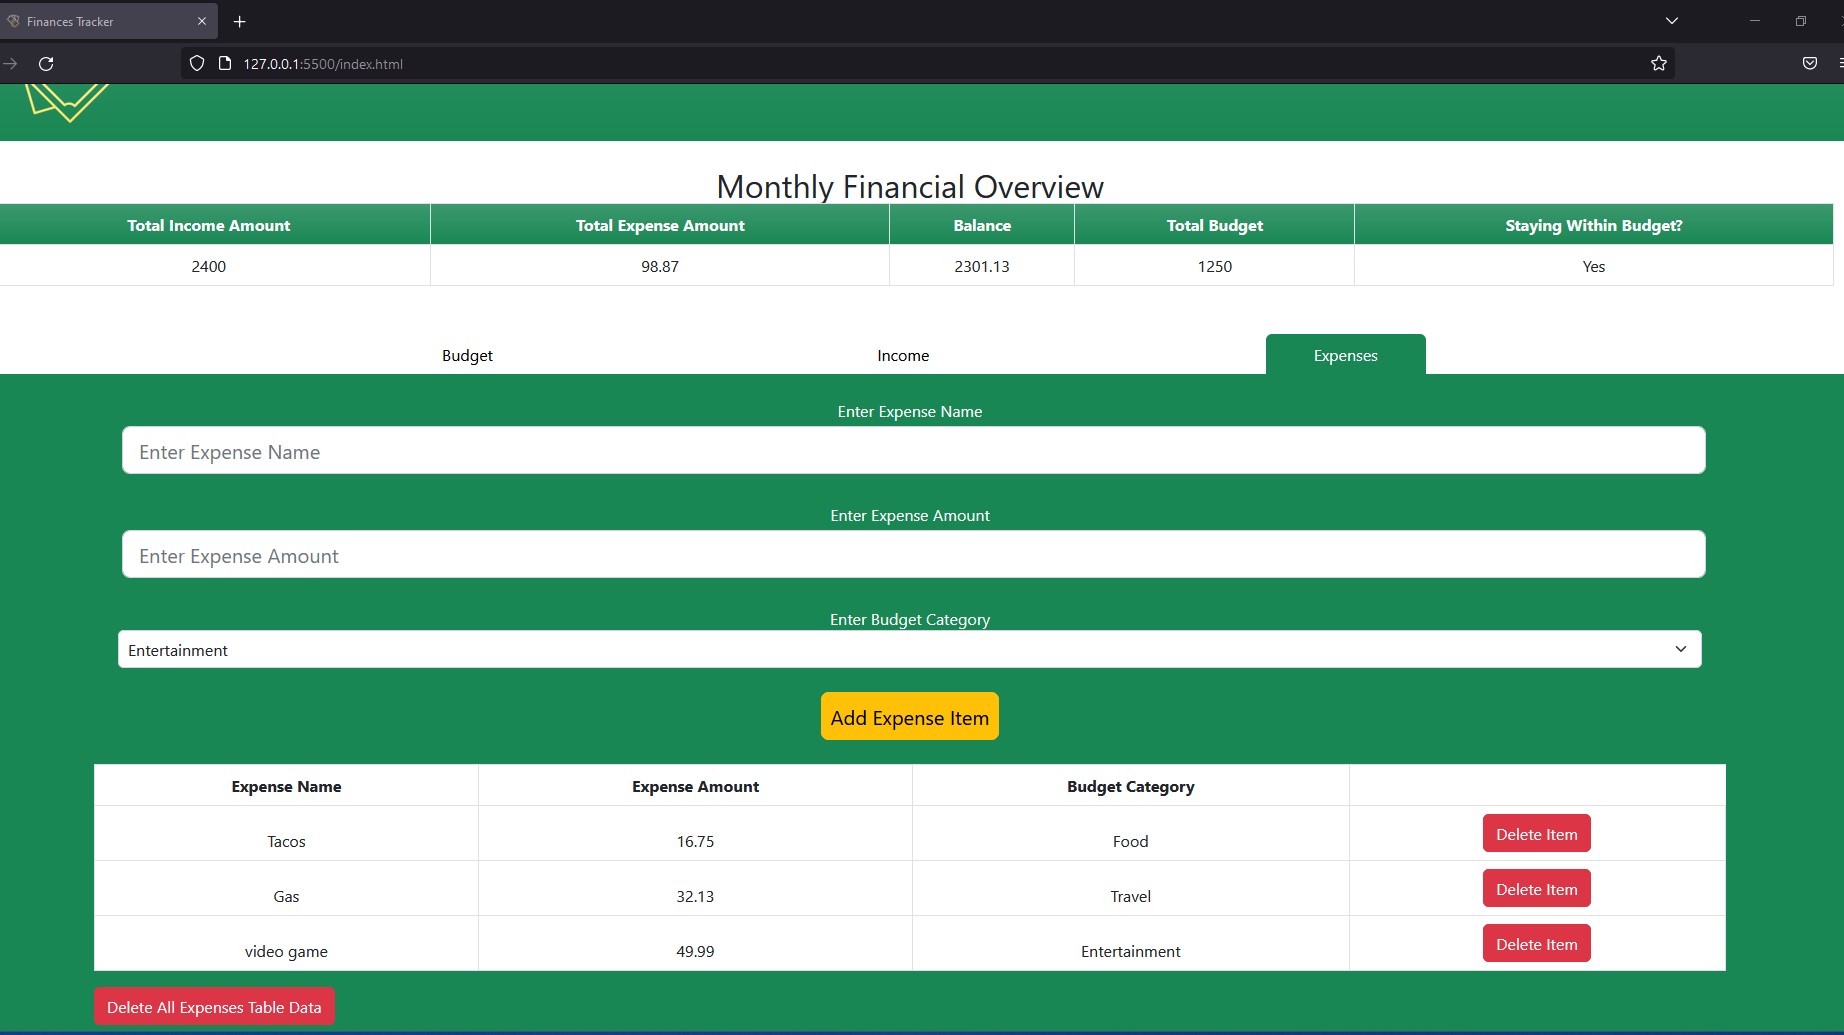 Finances Tracker
127.0.0.1:5500/index.html
Monthly Financial Overview
Total Income Amount Total Expense Amount Balance Total Budget Staying Within Budget?
2400 98.87 2301.13 1250 Yes
Budget Income Expenses
Enter Expense Name
Enter Expense Name
Enter Expense Amount
Enter Expense Amount
Enter Budget Category
Entertainment
Add Expense Item
Expense Name Expense Amount Budget Category
Tacos 16.75 Food Delete Item
Gas 32.13 Travel Delete Item
video game 49.99 Entertainment Delete Item
Delete All Expenses Table Data